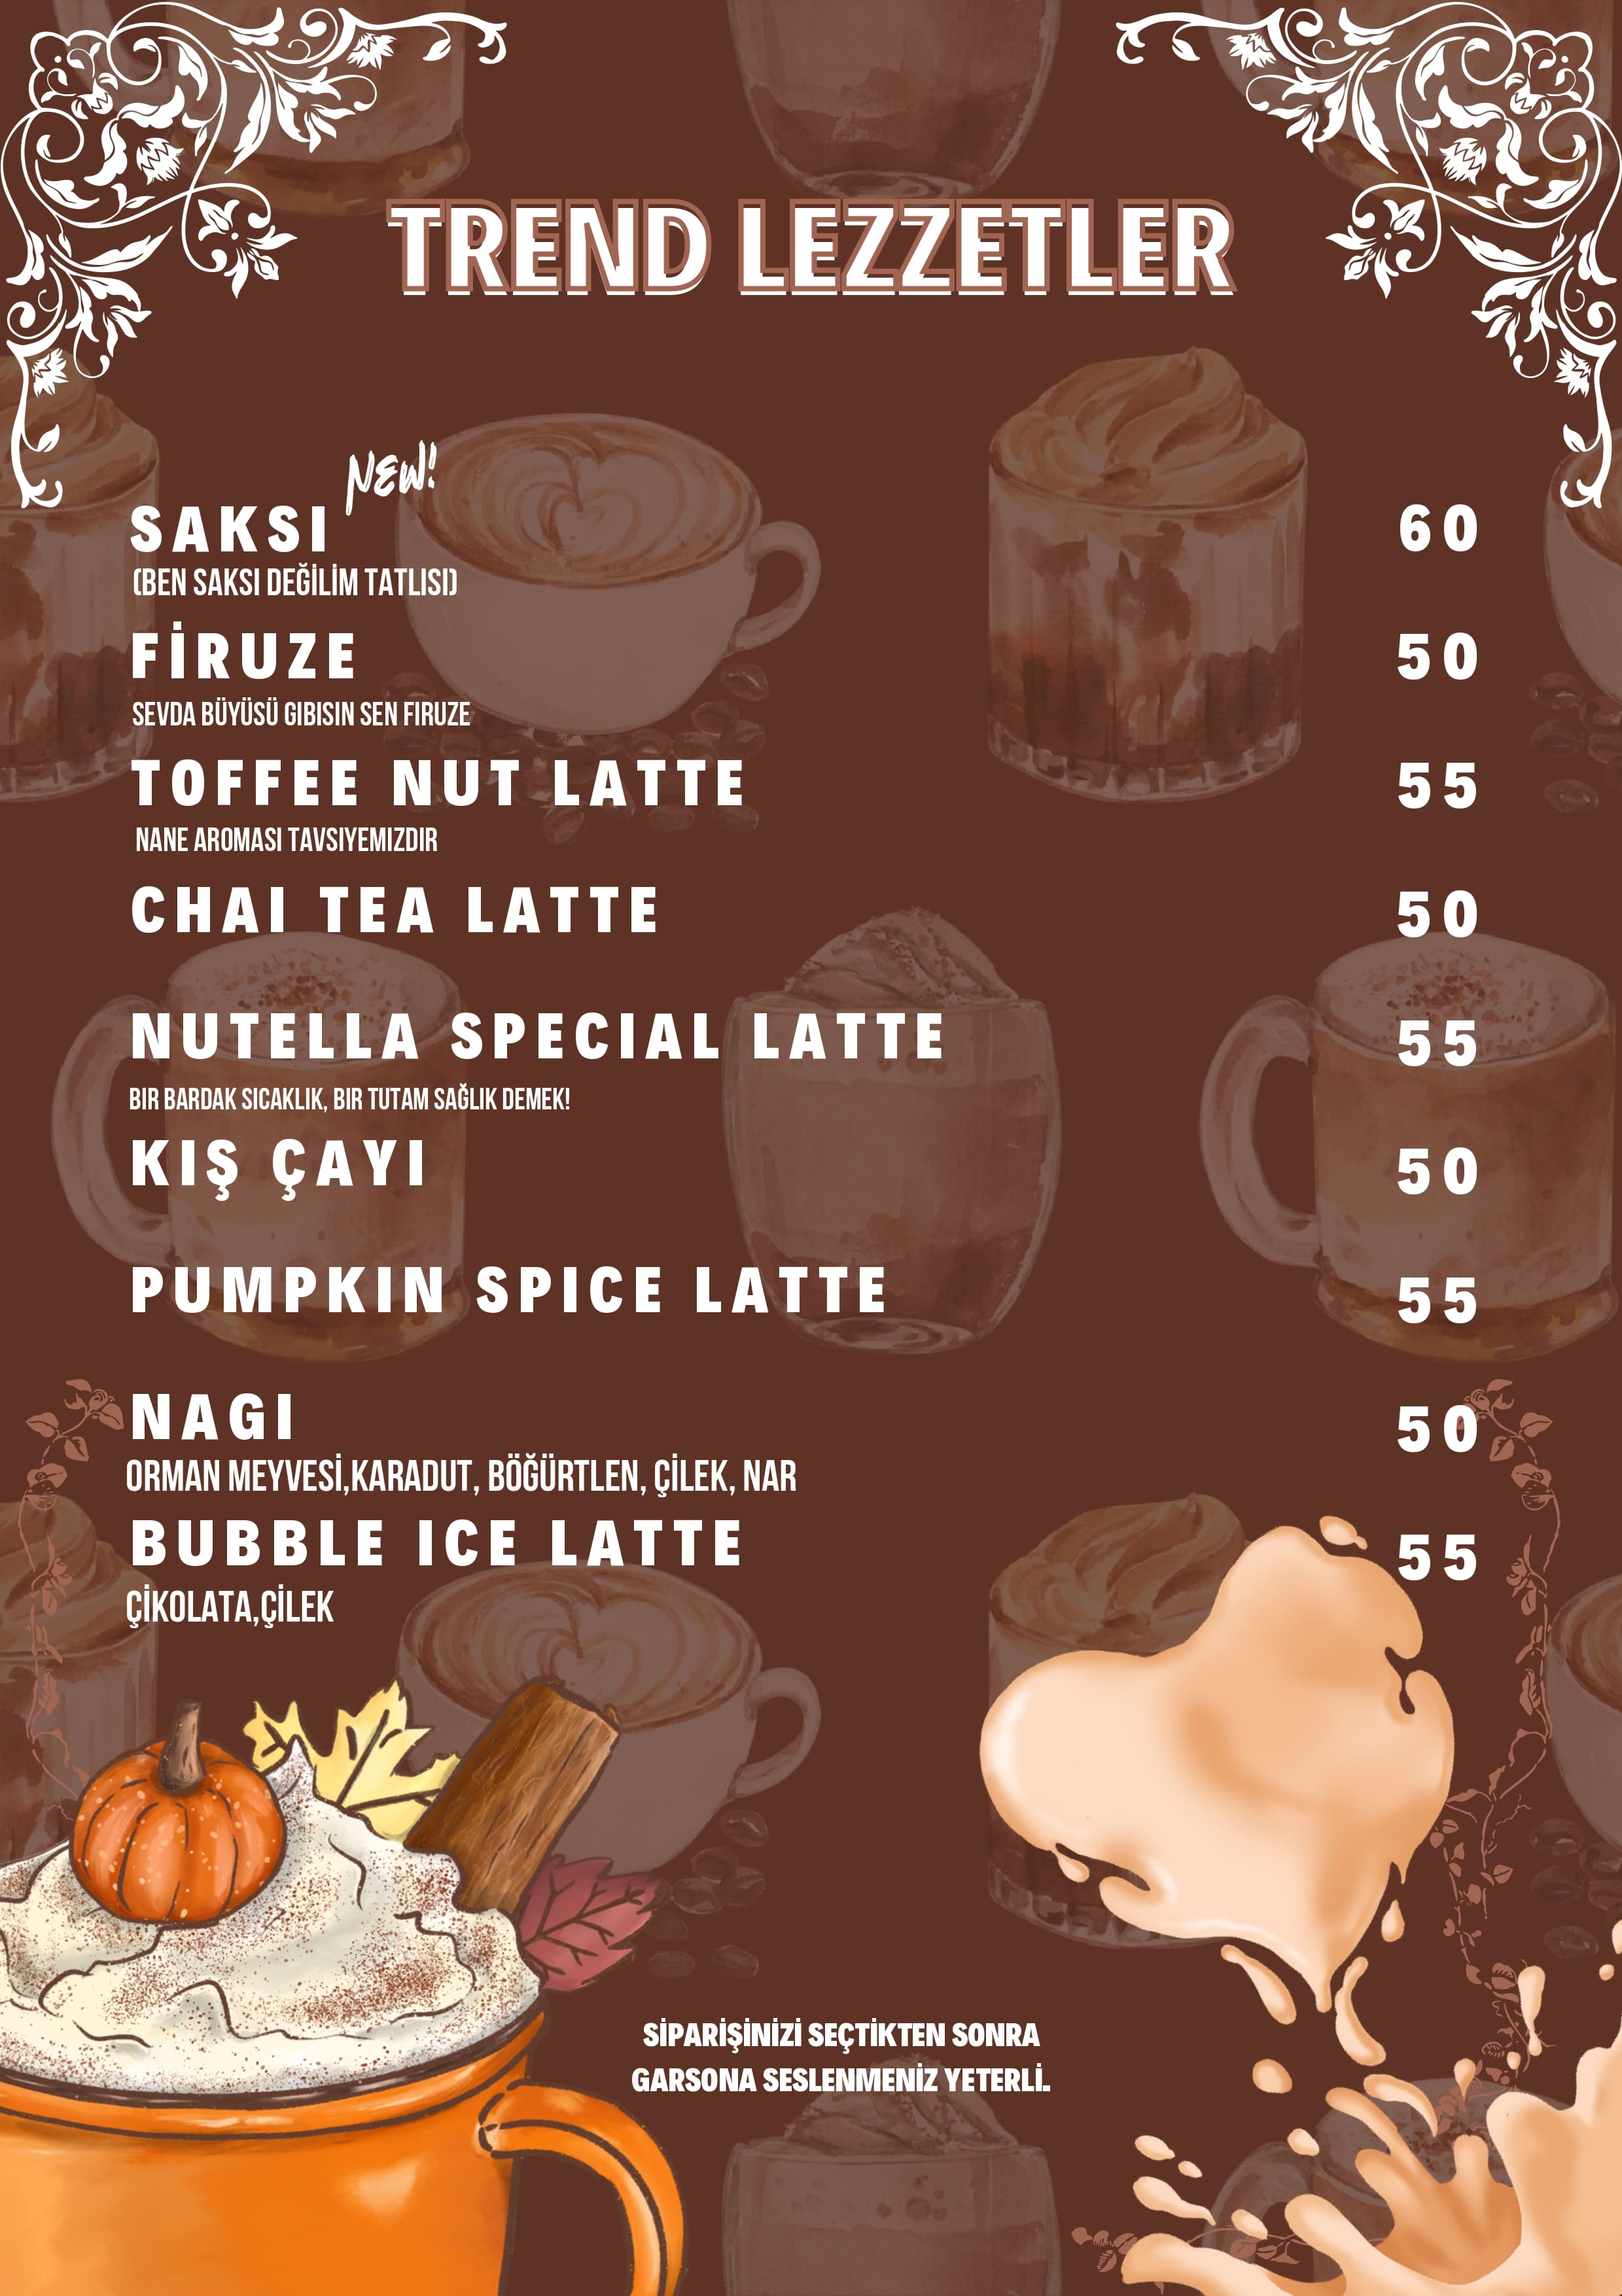 TREND LEZZETLER
NEW!
SAKSI 60
(BEN SAKSI DEĞİLİM TATLISI)
FİRUZE 50
SEVDA BÜYÜSÜ GIBISIN SEN FIRUZE
TOFFEE NUT LATTE 55
NANE AROMASI TAVSIYEMIZDIR
CHAI TEA LATTE 50
NUTELLA SPECIAL LATTE 55
BIR BARDAK SICAKLIK, BIR TUTAM SAĞLIK DEMEK!
KIŞ ÇAYI 50
PUMPKIN SPICE LATTE 55
NAGI 50
ORMAN MEYVESİ,KARADUT, BÖĞÜRTLEN, ÇİLEK, NAR
BUBBLE ICE LATTE 55
ÇİKOLATA,ÇİLEK
SİPARİŞİNİZİ SEÇTİKTEN SONRA
GARSONA SESLENMENİZ YETERLİ.